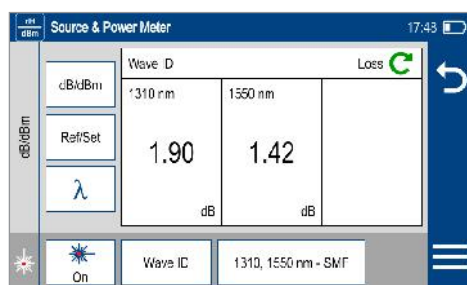 dBm
Source & Power Meter
17:43
Wave ID
Loss
dB/dBm
1310 nm
1550 nm
dB/dBm
Ref/Set
1.90
1.42
λ
dB
dB
On
Wave ID
1310, 1550 nm - SMF